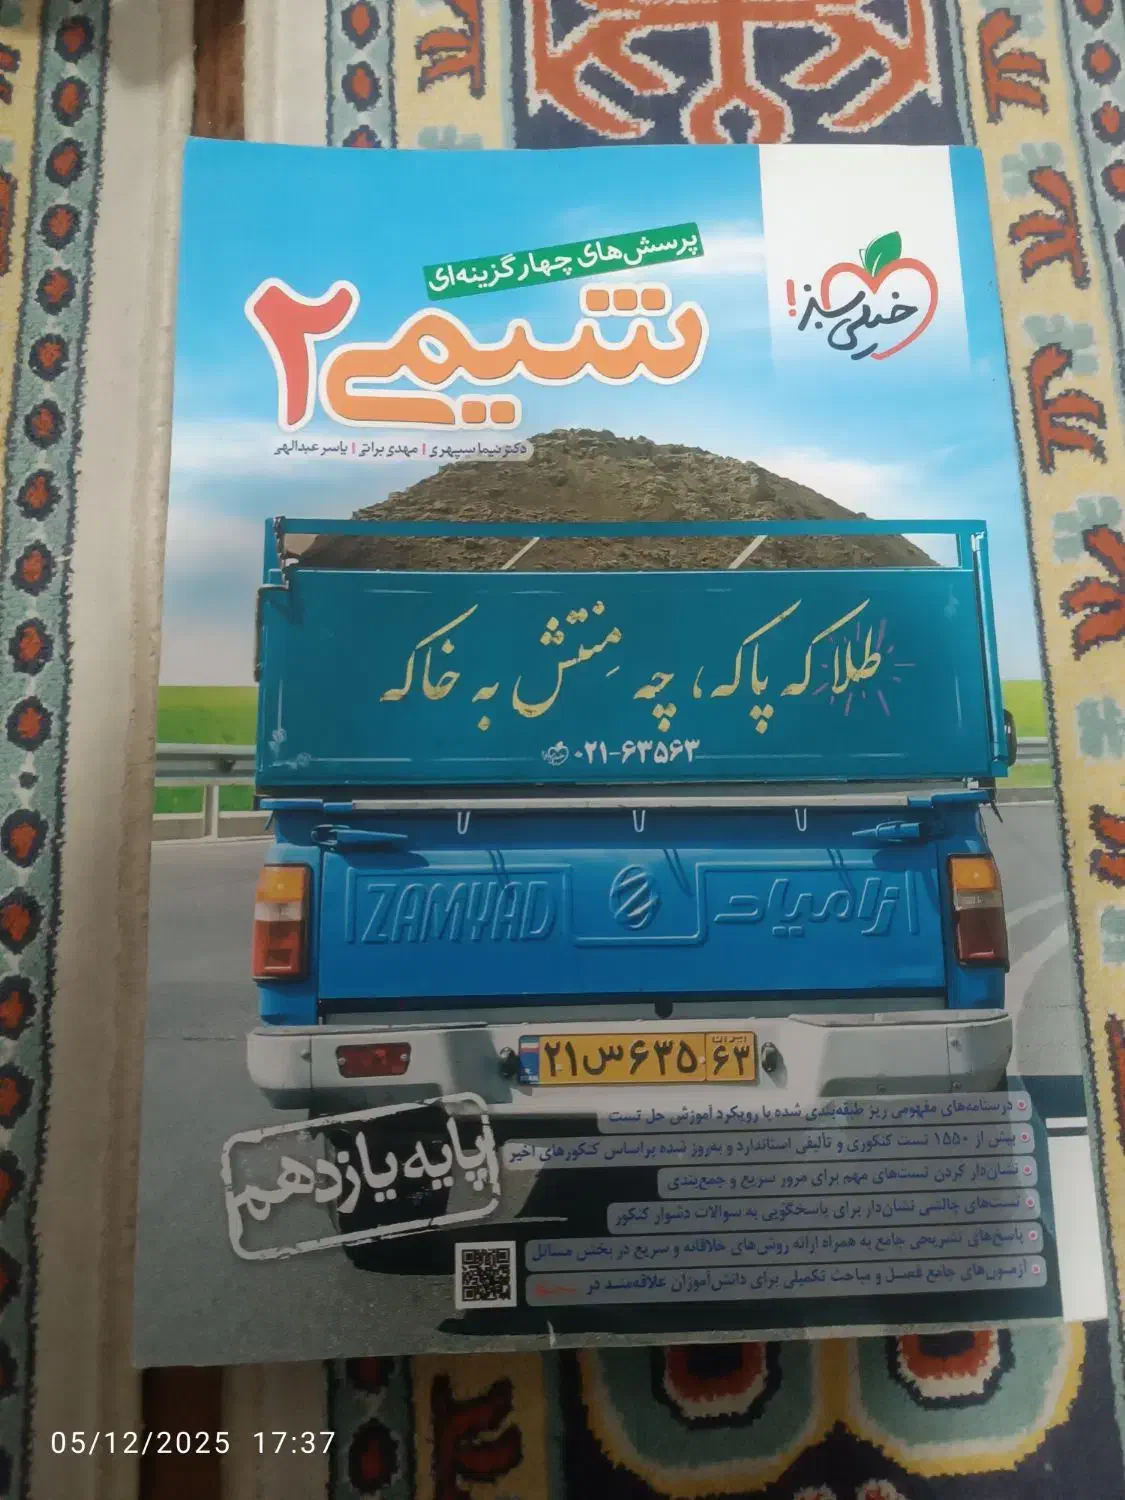 خیلی سبز!
پرسش‌های چهارگزینه‌ای
شیمی ۲
دکتر نیما سپهری | مهدی براتی | یاسر عبدالهی
طلا که پاکه، چه مِنتش به خاکه
۰۲۱-۶۳۵۶۳
ZAMYAD زامیاد
ایران
۲۱س۶۳۵ ۶۳
درسنامه‌های مفهومی ریز طبقه‌بندی شده با رویکرد آموزش حل تست
بیش از ۱۵۵۰ تست کنکوری و تألیفی استاندارد و به‌روز شده براساس کنکورهای اخیر
نشان‌دار کردن تست‌های مهم برای مرور سریع و جمع‌بندی
تست‌های چالشی نشان‌دار برای پاسخگویی به سوالات دشوار کنکور
پاسخ‌های تشریحی جامع به همراه ارائه روش‌های خلاقانه و سریع در بخش مسائل
آزمون‌های جامع فصل و مباحث تکمیلی برای دانش‌آموزان علاقه‌مند در
پایه یازدهم
05/12/2025 17:37